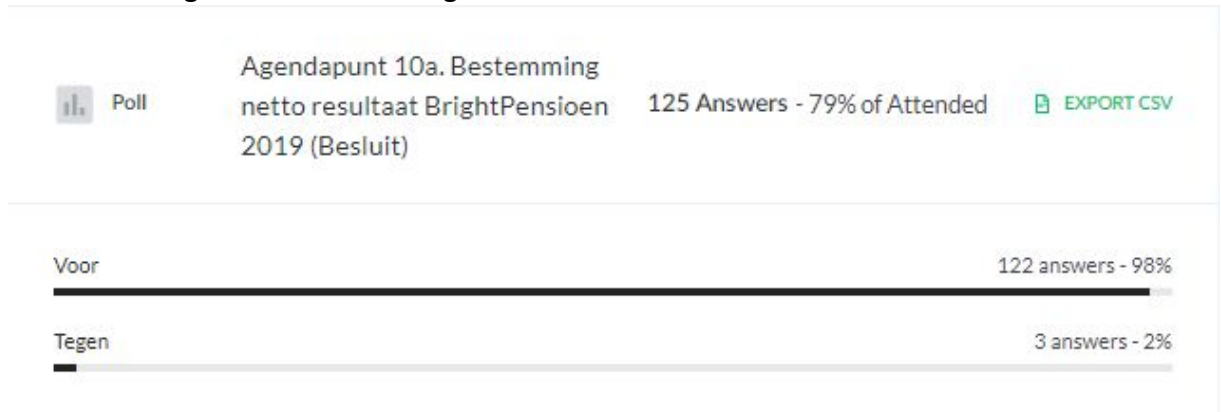 Poll
Agendapunt 10a. Bestemming
netto resultaat BrightPensioen
2019 (Besluit)
125 Answers - 79% of Attended
EXPORT CSV
Voor
122 answers - 98%
Tegen
3 answers - 2%